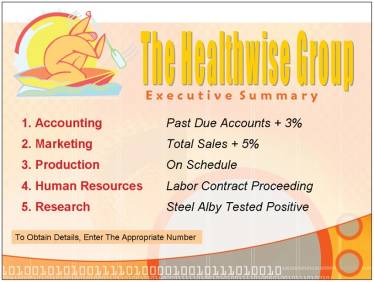 The Healthwise Group
Executive Summary
1. Accounting Past Due Accounts + 3%
2. Marketing Total Sales + 5%
3. Production On Schedule
4. Human Resources Labor Contract Proceeding
5. Research Steel Alby Tested Positive
To Obtain Details, Enter The Appropriate Number